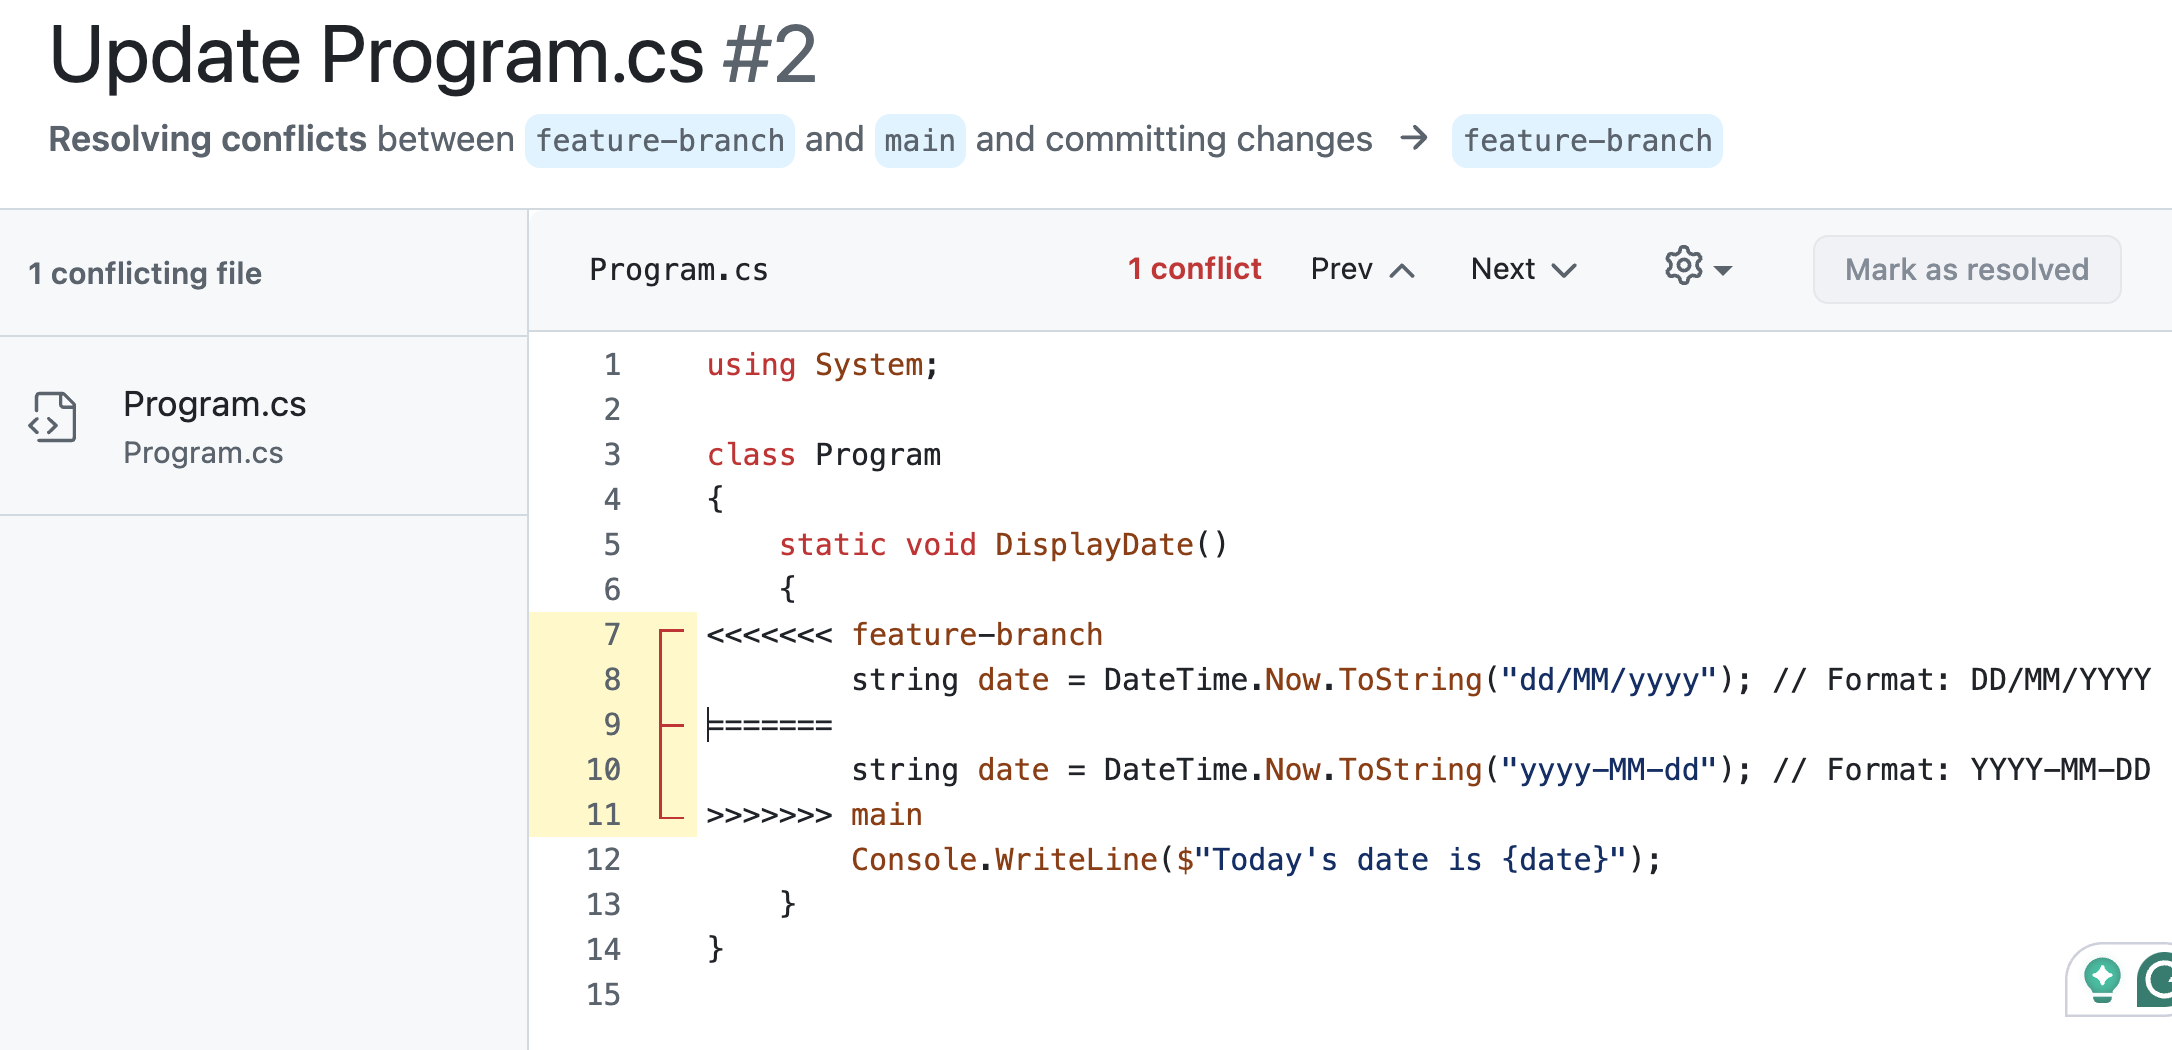 Update Program.cs #2
Resolving conflicts between feature-branch and main and committing changes → feature-branch
1 conflicting file
Program.cs
Program.cs
Program.cs 1 conflict Prev Next Mark as resolved
1 using System;
2
3 class Program
4 {
5     static void DisplayDate()
6     {
7 <<<<<<< feature-branch
8         string date = DateTime.Now.ToString("dd/MM/yyyy"); // Format: DD/MM/YYYY
9 =======
10         string date = DateTime.Now.ToString("yyyy-MM-dd"); // Format: YYYY-MM-DD
11 >>>>>>> main
12         Console.WriteLine($"Today's date is {date}");
13     }
14 }
15